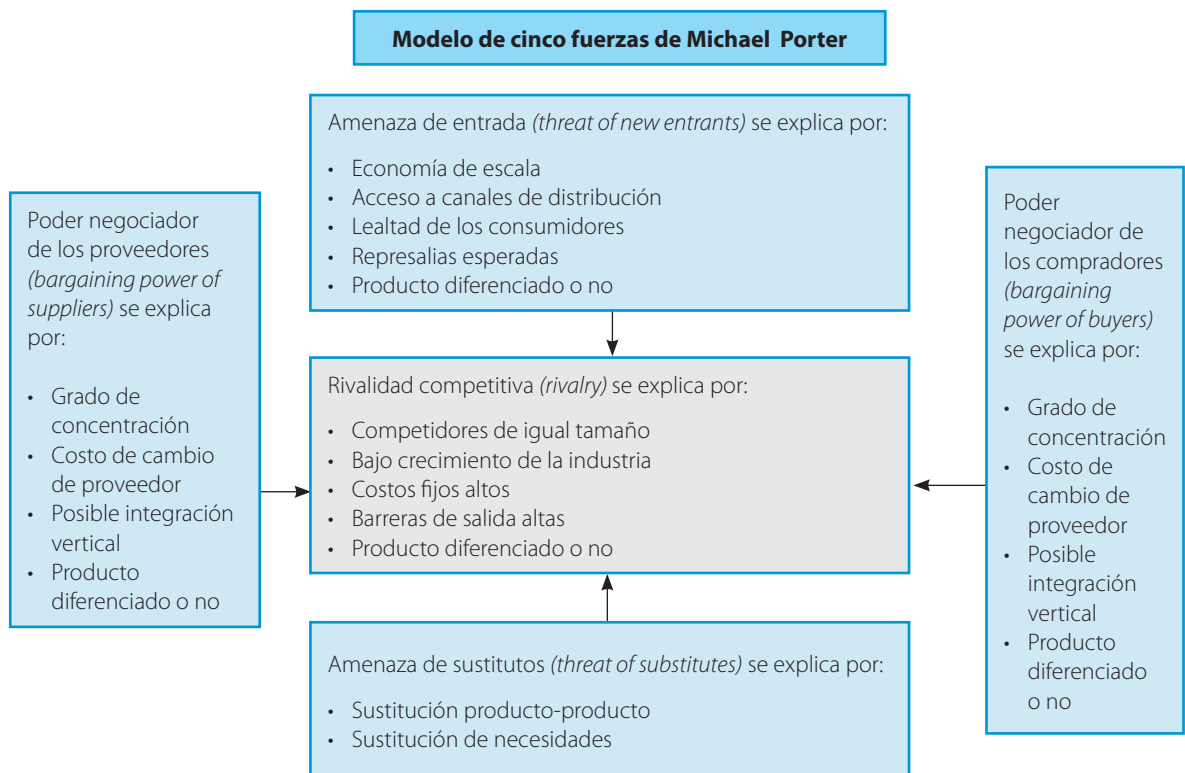 Modelo de cinco fuerzas de Michael Porter
Amenaza de entrada (threat of new entrants) se explica por:
• Economía de escala
• Acceso a canales de distribución
• Lealtad de los consumidores
• Represalias esperadas
• Producto diferenciado o no
Poder negociador
de los proveedores
(bargaining power of
suppliers) se explica
por:
• Grado de
concentración
• Costo de cambio
de proveedor
• Posible integración
vertical
• Producto
diferenciado o no
Rivalidad competitiva (rivalry) se explica por:
• Competidores de igual tamaño
• Bajo crecimiento de la industria
• Costos fijos altos
• Barreras de salida altas
• Producto diferenciado o no
Poder
negociador de
los compradores
(bargaining
power of buyers)
se explica por:
• Grado de
concentración
• Costo de
cambio de
proveedor
• Posible
integración
vertical
• Producto
diferenciado
o no
Amenaza de sustitutos (threat of substitutes) se explica por:
• Sustitución producto-producto
• Sustitución de necesidades